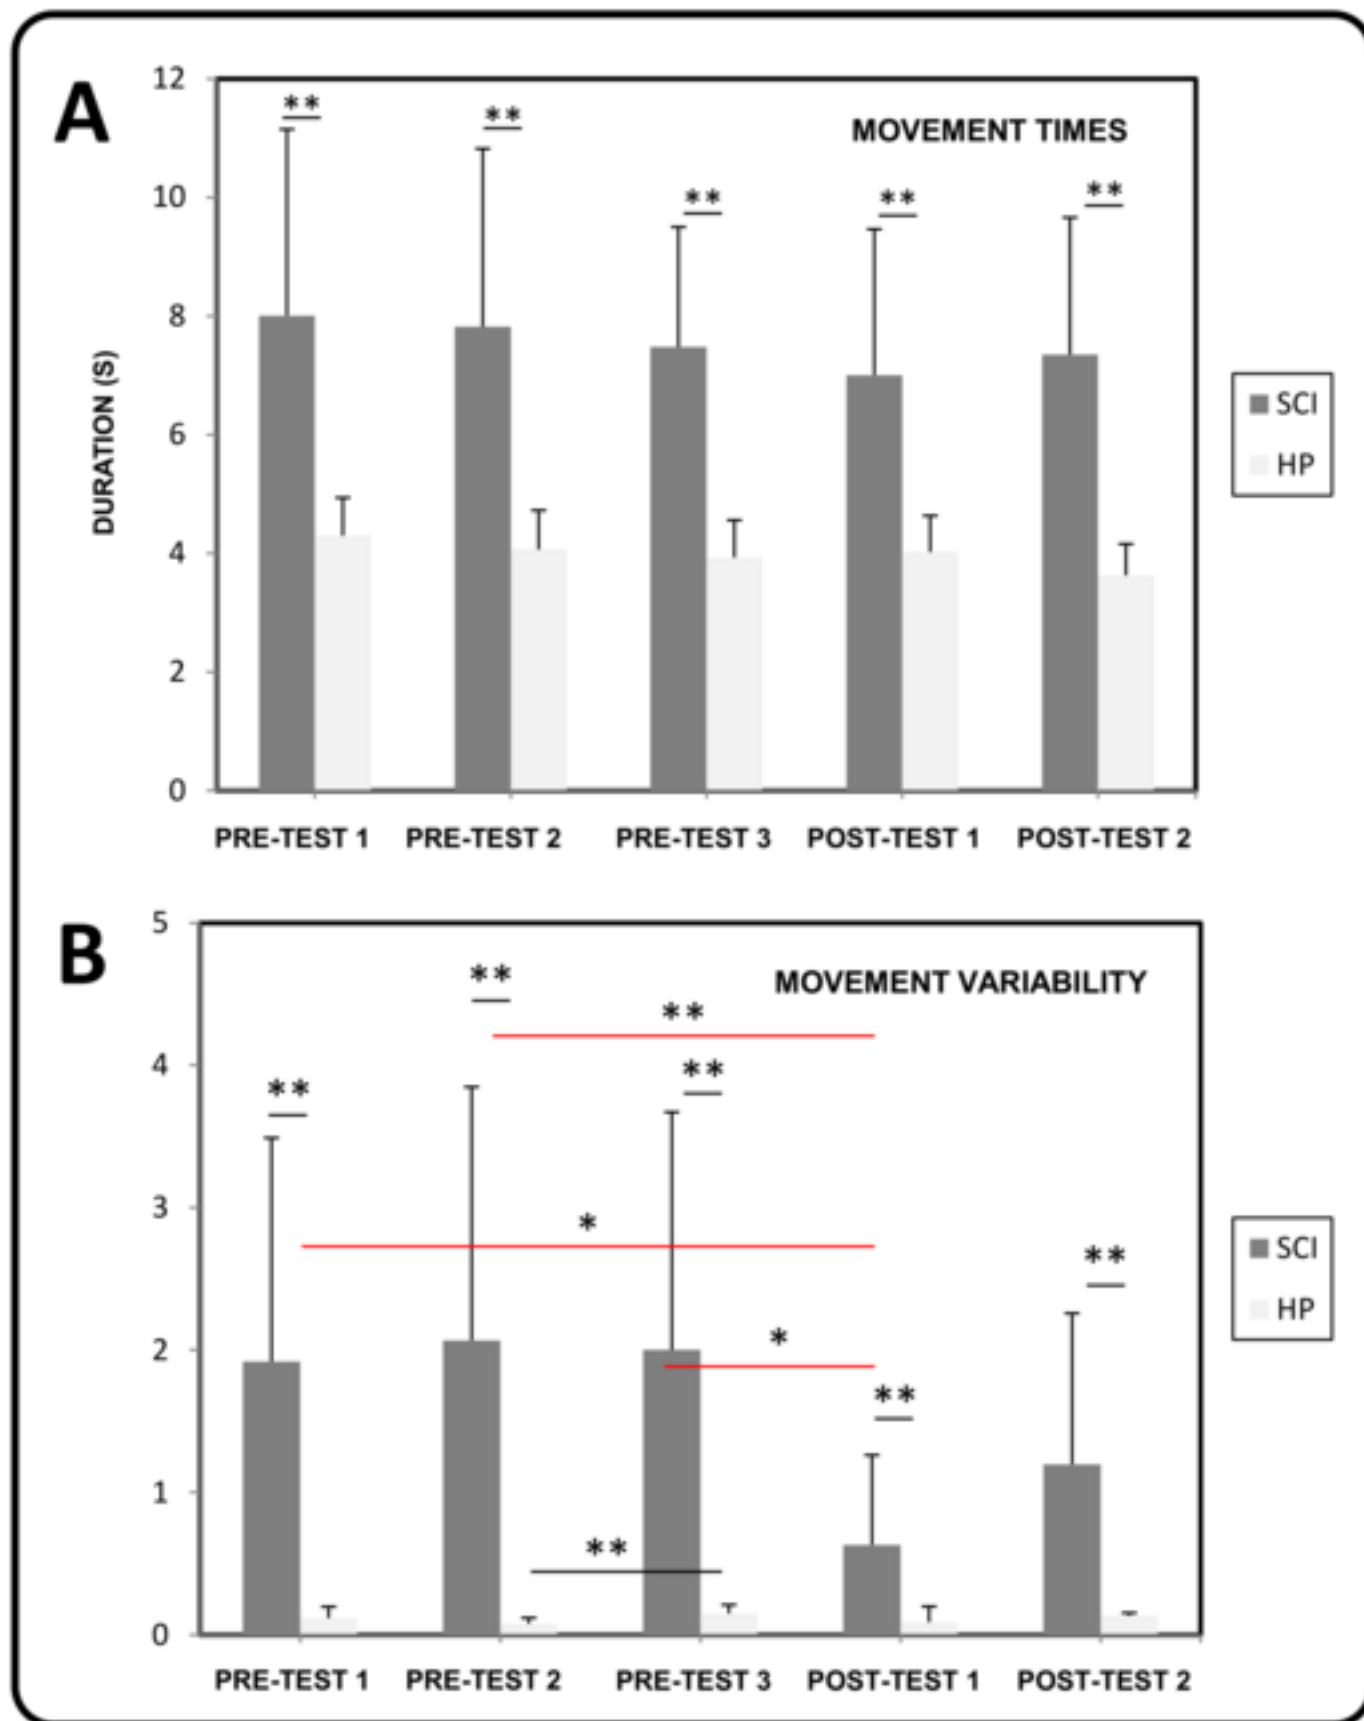 A
MOVEMENT TIMES
DURATION (S)
12
10
8
6
4
2
0
** ** ** ** **
PRE-TEST 1 PRE-TEST 2 PRE-TEST 3 POST-TEST 1 POST-TEST 2
SCI
HP
B
MOVEMENT VARIABILITY
5
4
3
2
1
0
**
**
**
**
*
**
*
**
**
PRE-TEST 1 PRE-TEST 2 PRE-TEST 3 POST-TEST 1 POST-TEST 2
SCI
HP